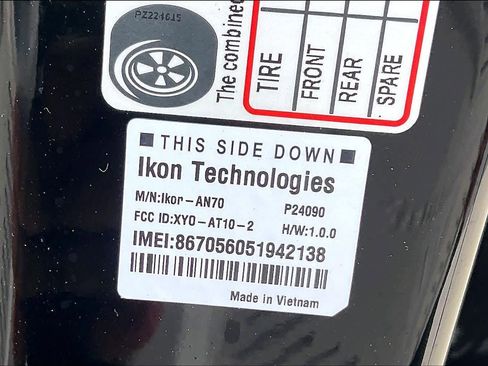 PZ224615
The combined
TIRE
FRONT
REAR
SPARE
THIS SIDE DOWN
Ikon Technologies
M/N:Ikor-AN70 P24090
FCC ID:XYO-AT10-2 H/W:1.0.0
IMEI:867056051942138
Made in Vietnam